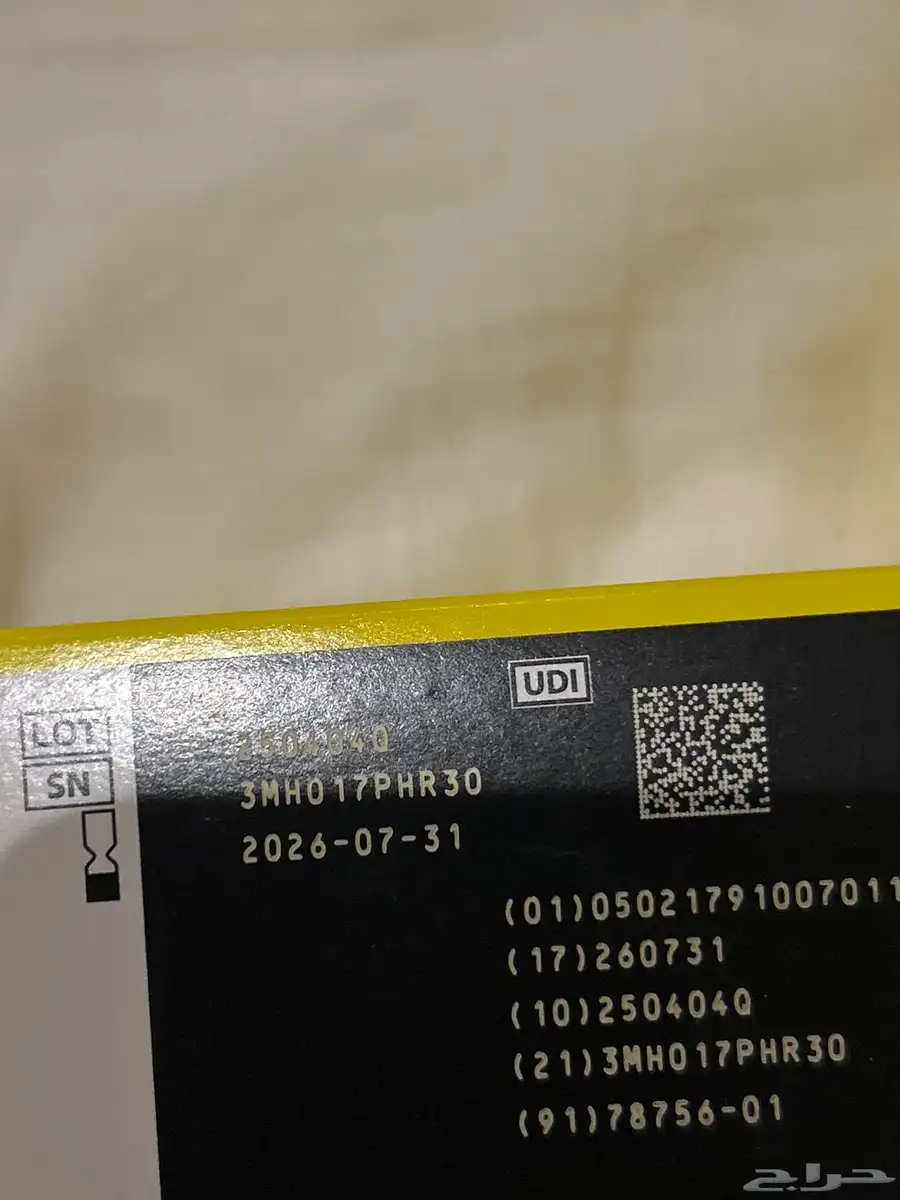 UDI
LOT 250404Q
SN 3MH017PHR30
2026-07-31
(01)05021791007011
(17)260731
(10)250404Q
(21)3MH017PHR30
(91)78756-01
حراج